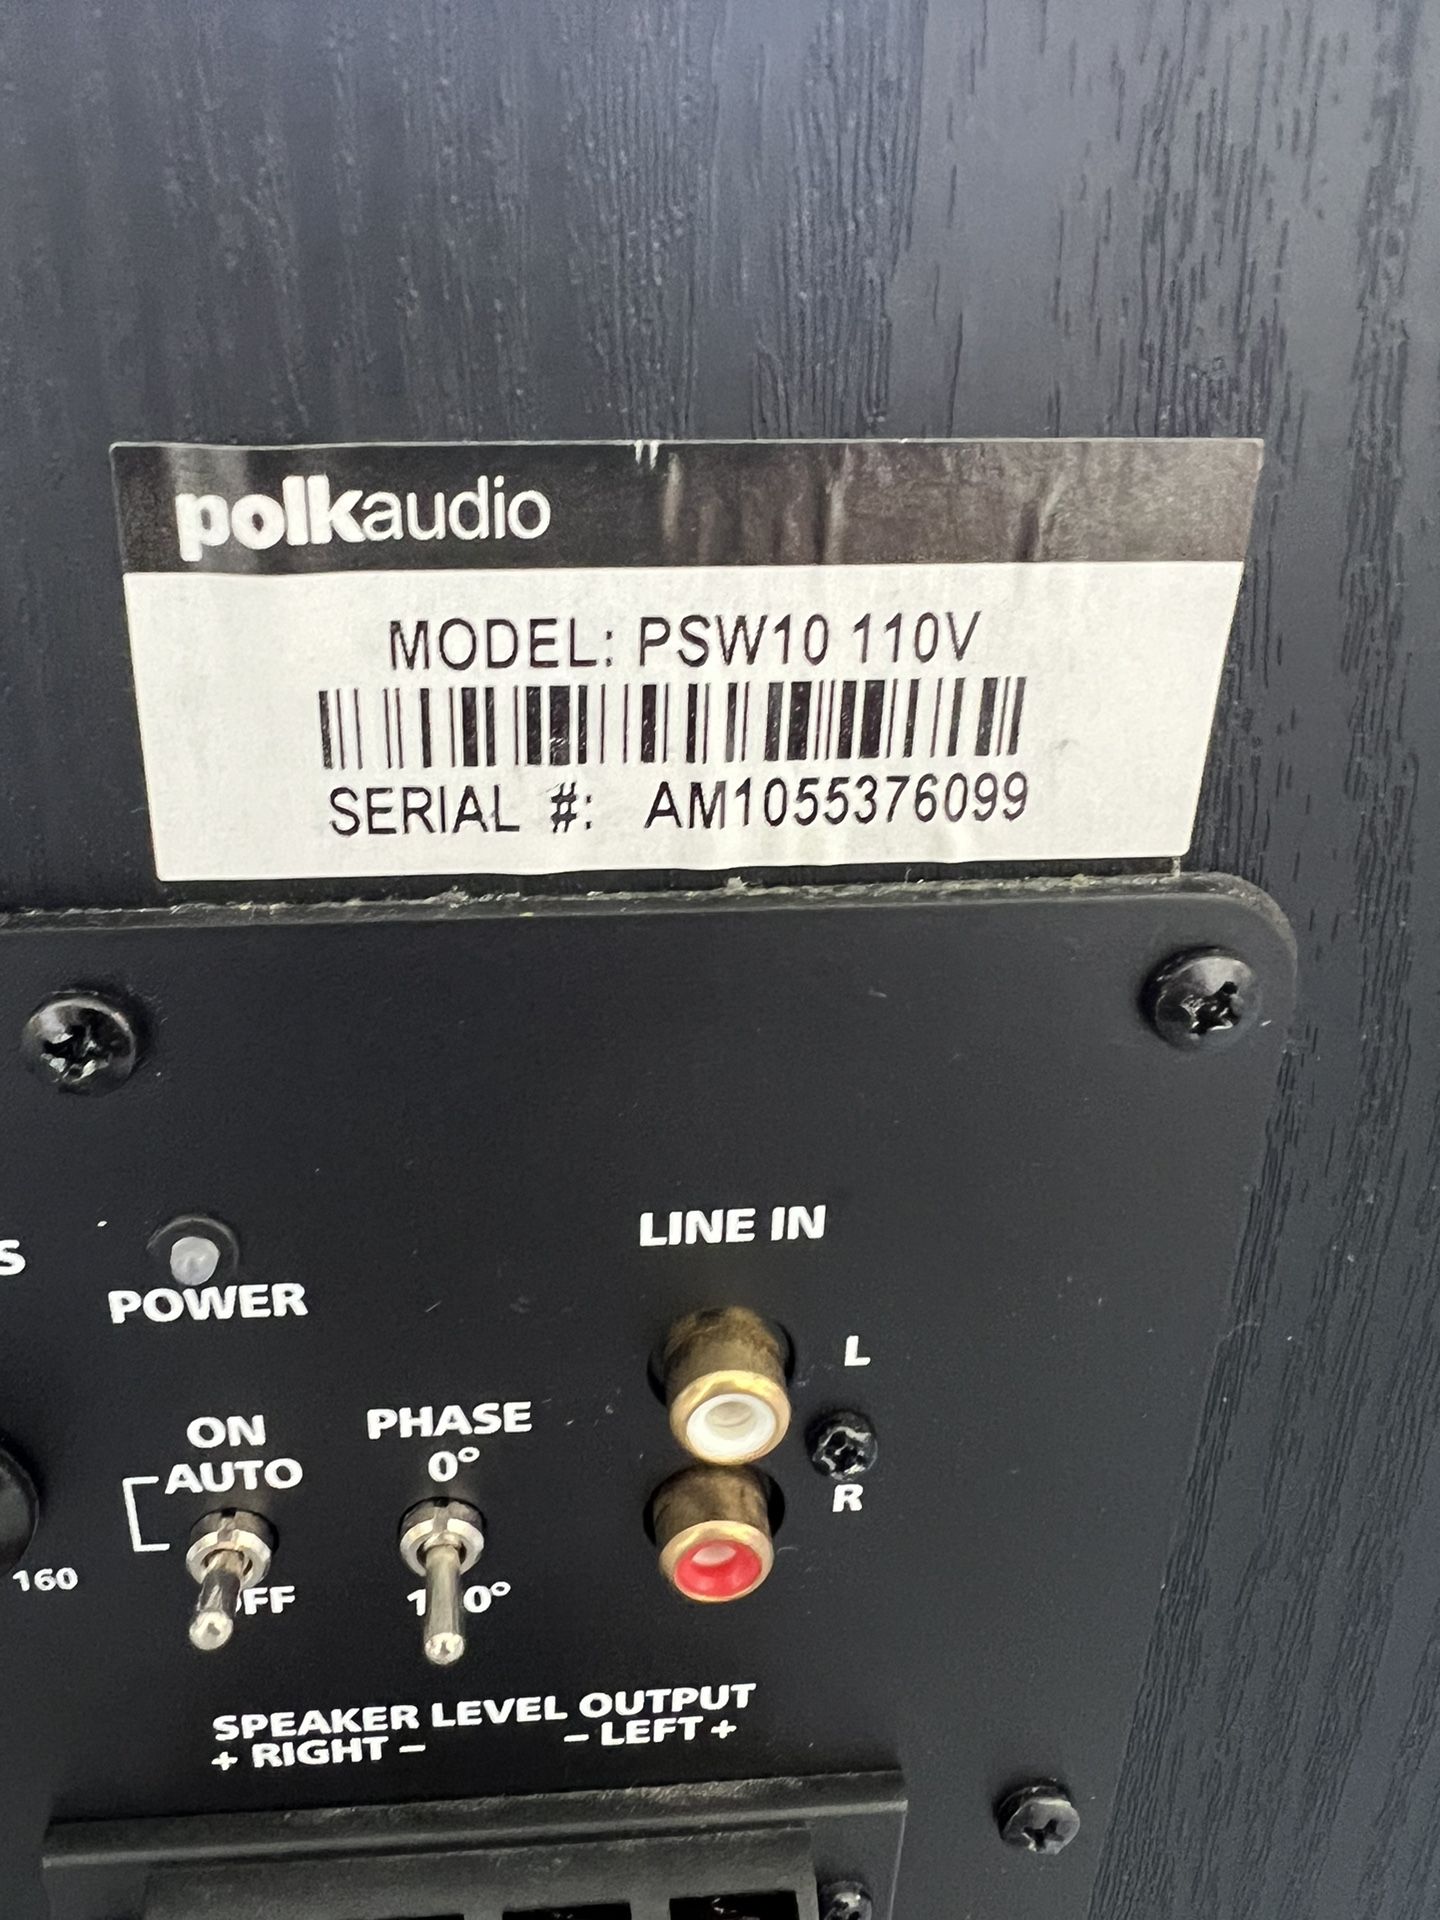 polkaudio
MODEL: PSW10 110V
SERIAL #: AM1055376099
LINE IN
S
POWER
L
ON
AUTO
PHASE
0°
R
160
SPEAKER LEVEL OUTPUT
+ RIGHT – – LEFT +